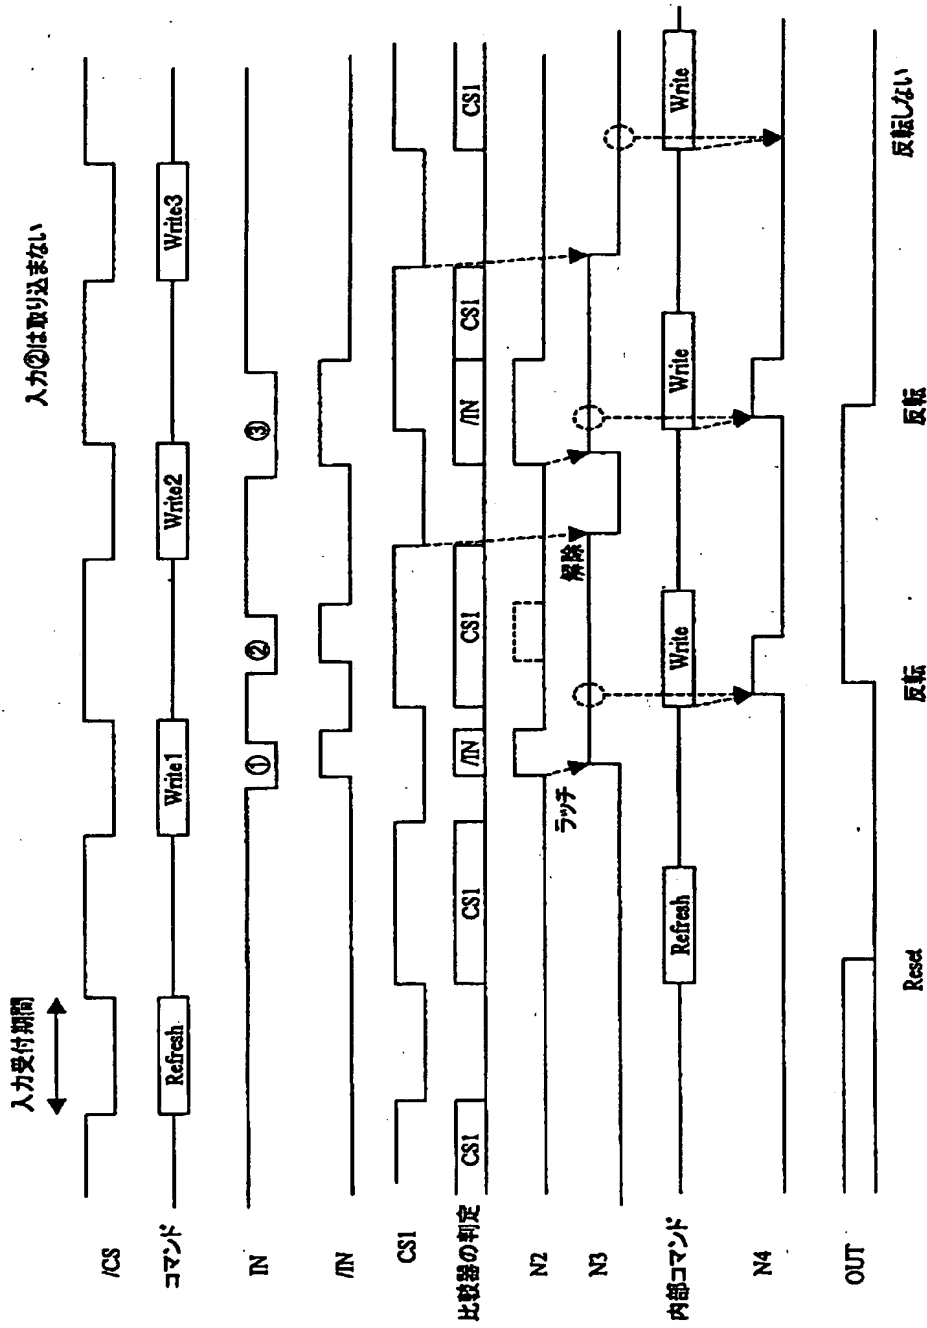 入力受付期間
入力②は取り込まない
/CS
コマンド
Refresh
Write1
Write2
Write3
IN
①
②
③
/IN
CS1
比較器の判定
CS1
CS1
/IN
CS1
/IN
CS1
CS1
N2
ラッチ
解除
N3
内部コマンド
Refresh
Write
Write
Write
N4
OUT
Reset
反転
反転
反転しない